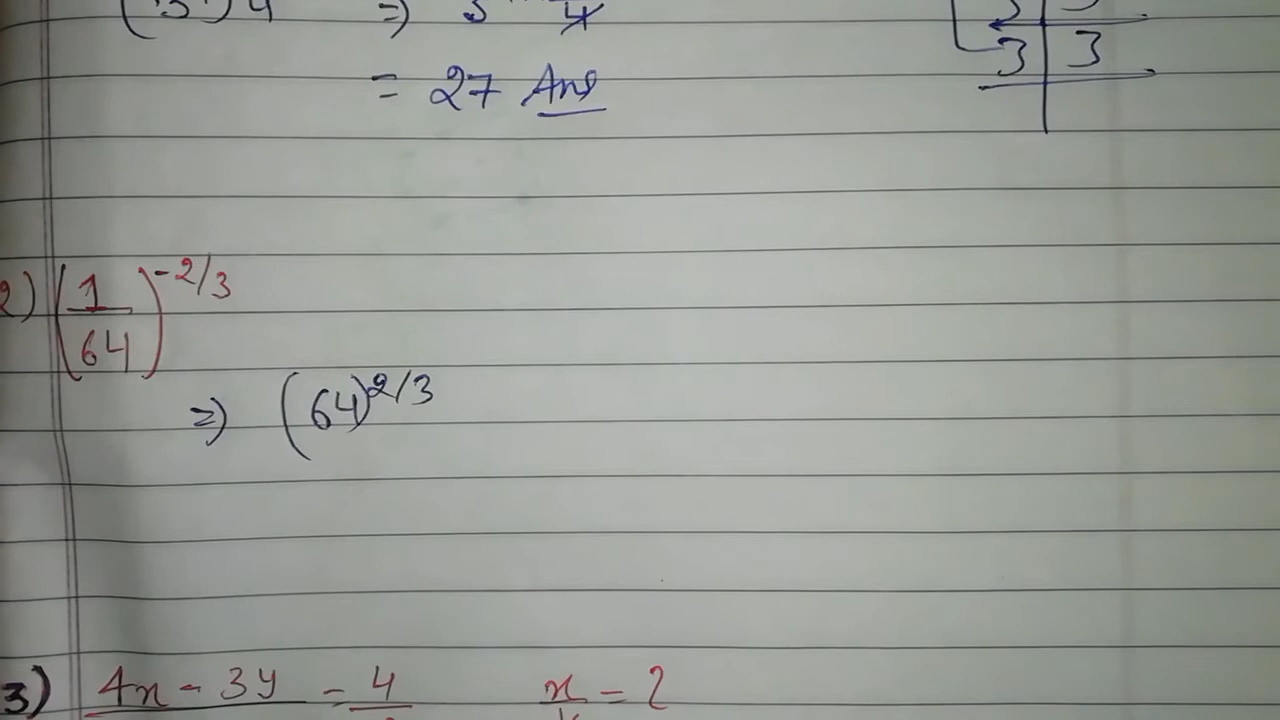 = 27 Ans
3 | 3
2) (1/64)^-2/3
=) (64)^2/3
3) 4x - 3y = 4 x = 2